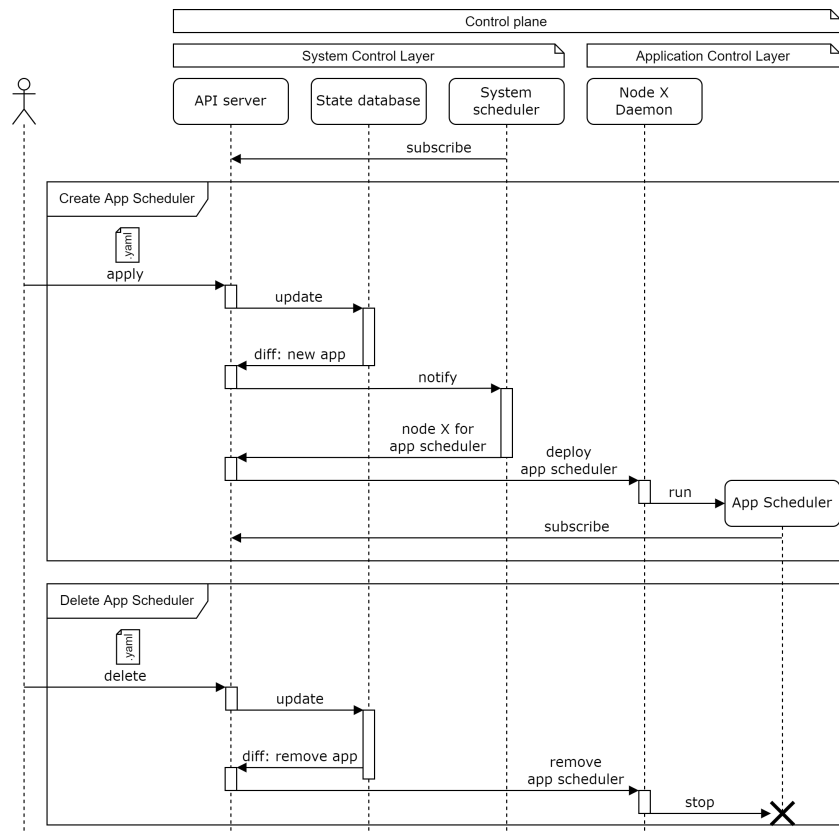 Control plane
System Control Layer
Application Control Layer
API server
State database
System
scheduler
Node X
Daemon
subscribe
Create App Scheduler
.yaml
apply
update
diff: new app
notify
node X for
app scheduler
deploy
app scheduler
run
App Scheduler
subscribe
Delete App Scheduler
.yaml
delete
update
diff: remove app
remove
app scheduler
stop